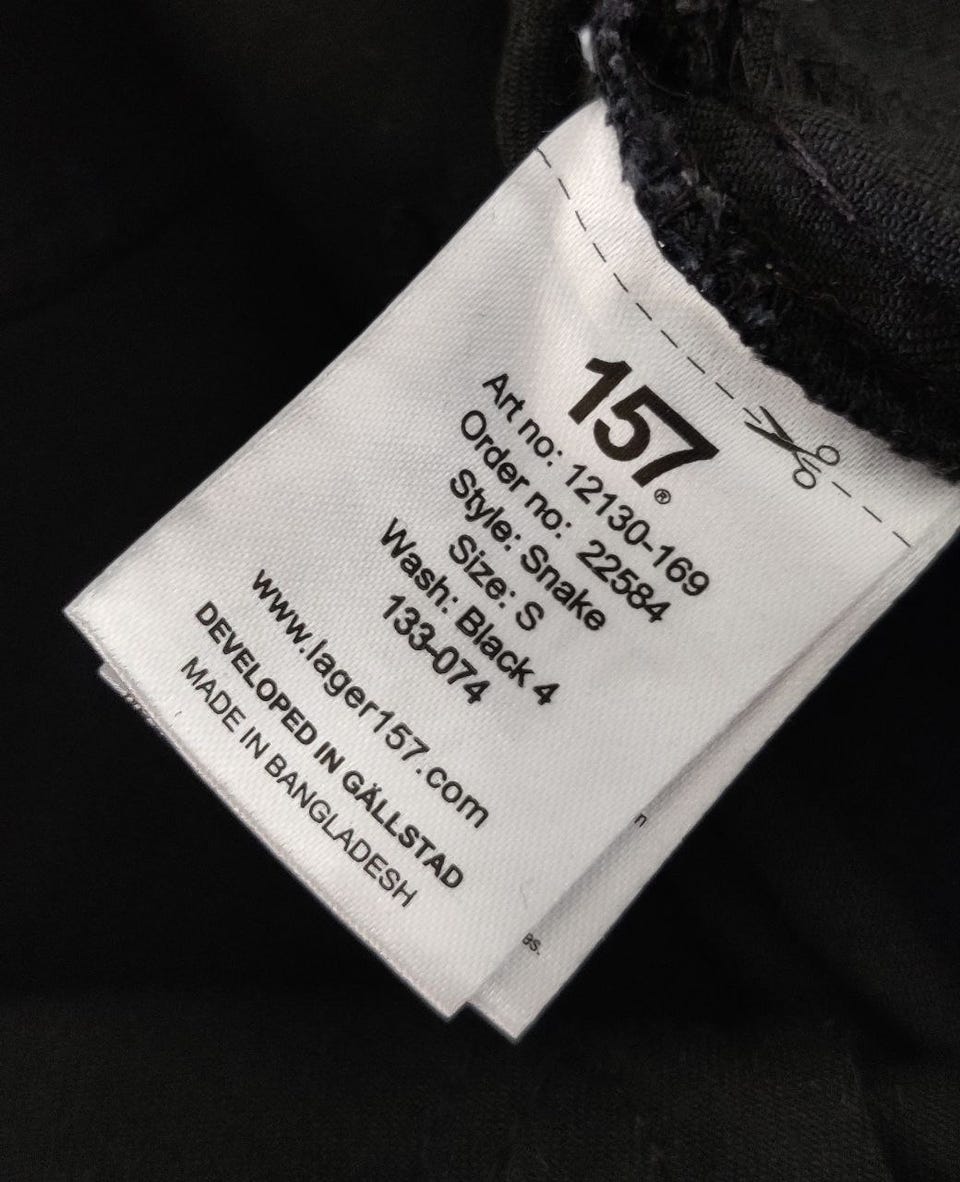 157®
Art no: 12130-169
Order no: 22584
Style: Snake
Size: S
Wash: Black 4
133-074
www.lager157.com
DEVELOPED IN GÄLLSTAD
MADE IN BANGLADESH